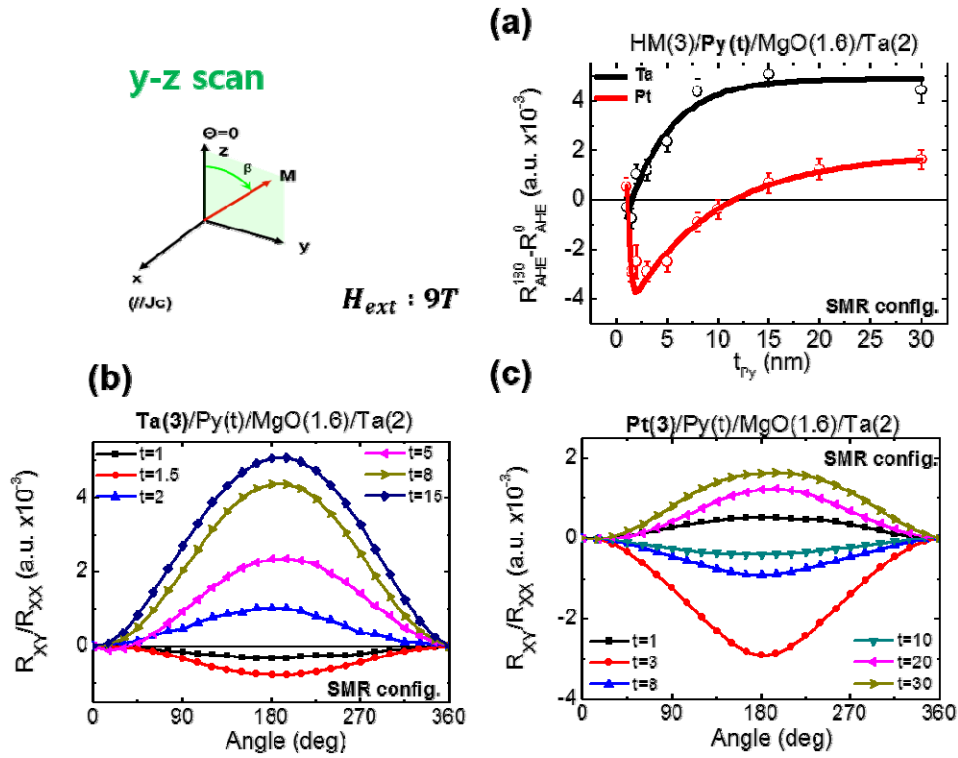 y-z scan
Θ=0
z
β
M
y
x
(//Jc)
H_ext : 9T
(a)
HM(3)/Py(t)/MgO(1.6)/Ta(2)
Ta
Pt
R^180_AHE-R^0_AHE (a.u. x10^-3)
4
2
0
-2
-4
SMR config.
0 5 10 15 20 25 30
t_Py (nm)
(b)
Ta(3)/Py(t)/MgO(1.6)/Ta(2)
t=1
t=1.5
t=2
t=5
t=8
t=15
R_XY/R_XX (a.u. x10^-3)
4
2
0
SMR config.
0 90 180 270 360
Angle (deg)
(c)
Pt(3)/Py(t)/MgO(1.6)/Ta(2)
SMR config.
R_XY/R_XX (a.u. x10^-3)
2
0
-2
-4
t=1
t=3
t=8
t=10
t=20
t=30
0 90 180 270 360
Angle (deg)